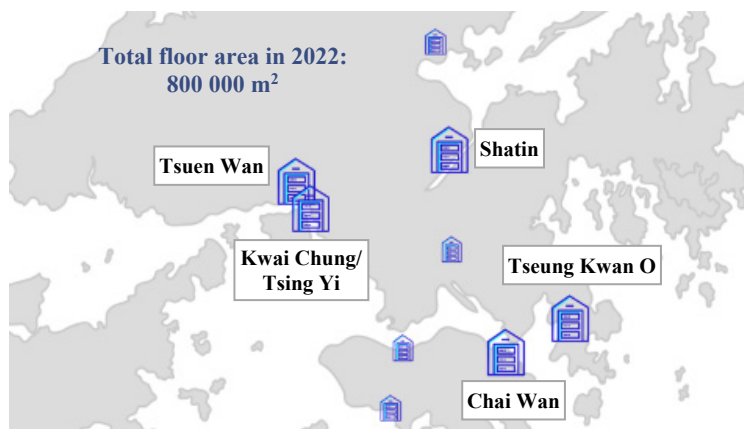 Total floor area in 2022:
800 000 m²
Shatin
Tsuen Wan
Kwai Chung/
Tsing Yi
Tseung Kwan O
Chai Wan